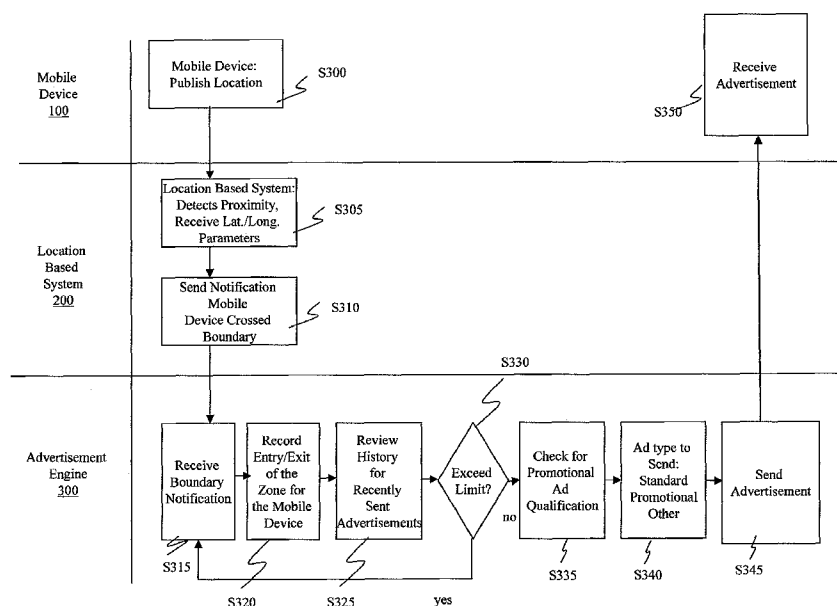 Mobile
Device
100
Mobile Device:
Publish Location
S300
S350
Receive
Advertisement
Location
Based
System
200
Location Based System:
Detects Proximity,
Receive Lat./Long.
Parameters
S305
Send Notification
Mobile
Device Crossed
Boundary
S310
Advertisement
Engine
300
Receive
Boundary
Notification
S315
Record
Entry/Exit
of the
Zone for
the Mobile
Device
S320
Review
History
for
Recently
Sent
Advertisements
S325
S330
Exceed
Limit?
no
yes
Check for
Promotional
Ad
Qualification
S335
Ad type to
Send:
Standard
Promotional
Other
S340
Send
Advertisement
S345